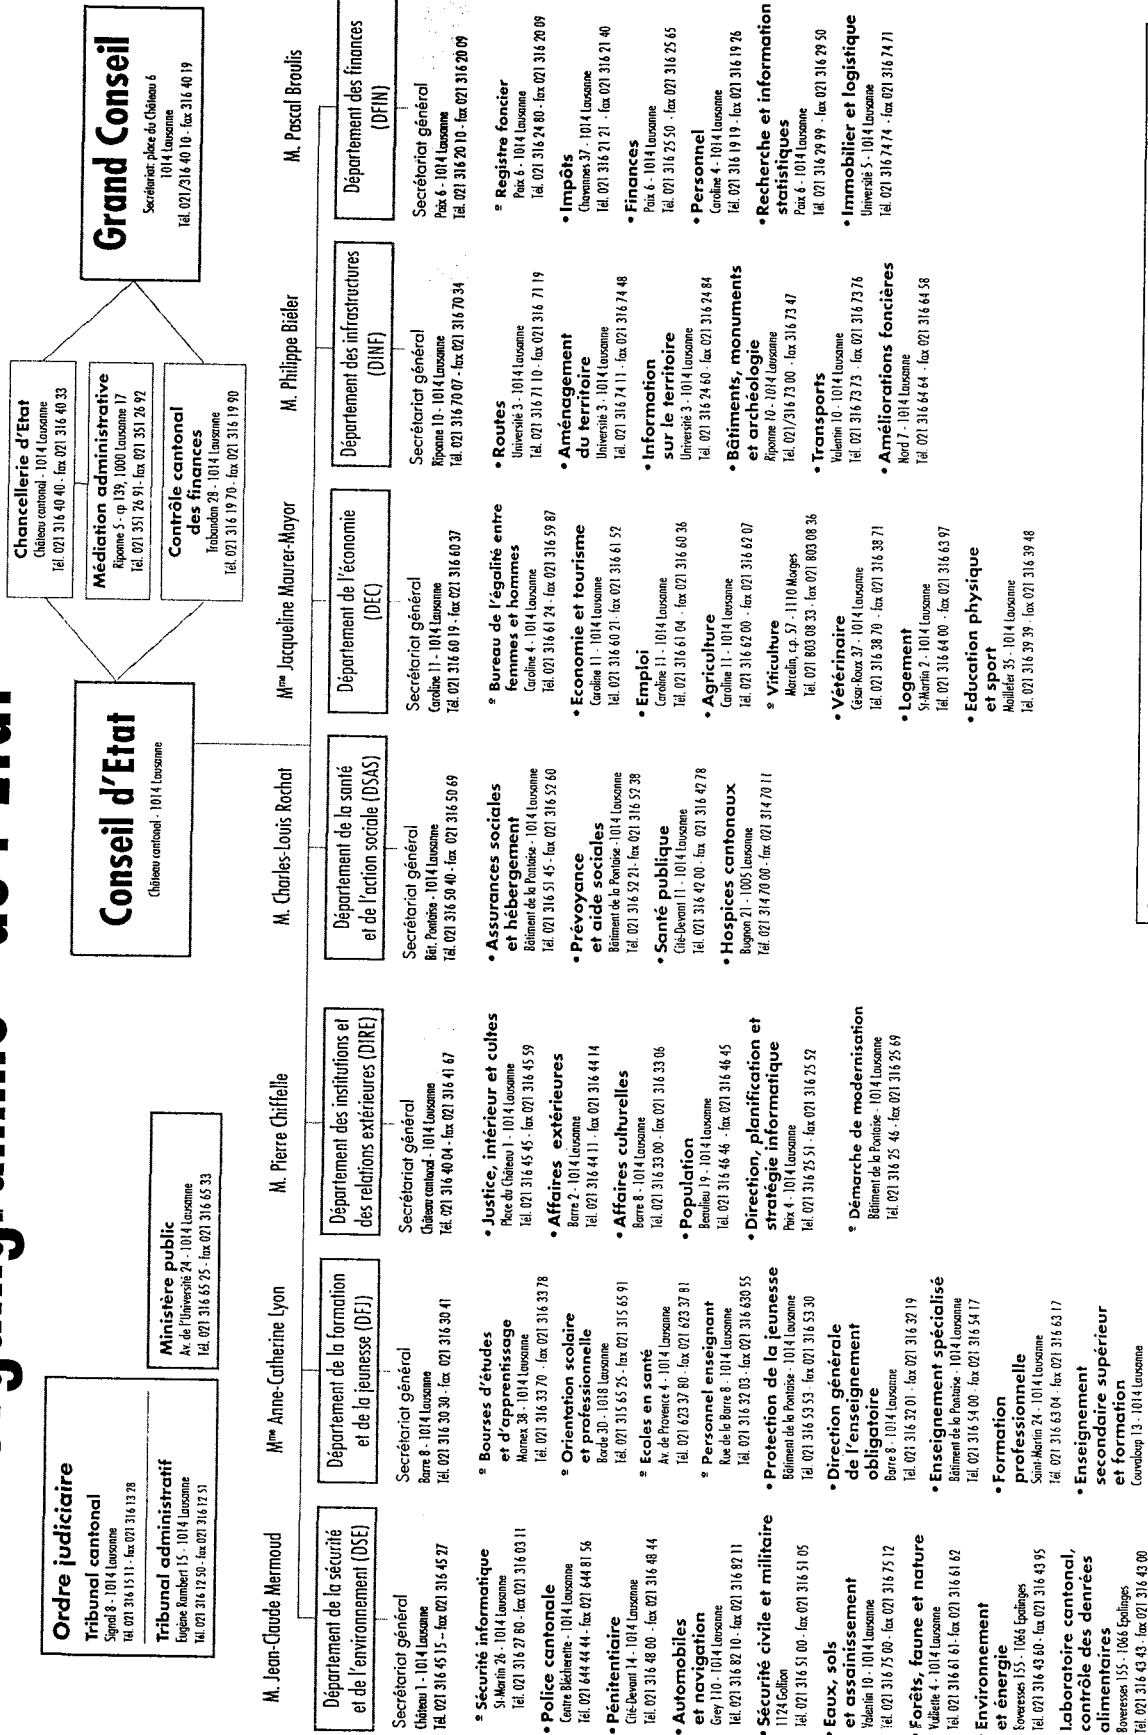 Ordre judiciaire
Tribunal cantonal
Signal 8 - 1014 Lausanne
Tél. 021 316 15 11 - fax 021 316 13 28
Tribunal administratif
Eugène Rambert 15 - 1014 Lausanne
Tél. 021 316 12 50 - fax 021 316 12 51
Ministère public
Av. de l'Université 24 - 1014 Lausanne
Tél. 021 316 65 25 - fax 021 316 65 33
Conseil d'Etat
Château cantonal - 1014 Lausanne
Chancellerie d'Etat
Château cantonal - 1014 Lausanne
Tél. 021 316 40 40 - fax 021 316 40 33
Médiation administrative
Riponne 5 - cp 139, 1000 Lausanne 17
Tél. 021 351 26 91 - fax 021 351 26 92
Contrôle cantonal
des finances
Trabandan 28 - 1014 Lausanne
Tél. 021 316 19 70 - fax 021 316 19 90
Grand Conseil
Secrétariat: place du Château 6
1014 Lausanne
Tél. 021/316 40 10 - fax 316 40 19
M. Jean-Claude Mermoud
Département de la sécurité
et de l'environnement (DSE)
Secrétariat général
Château 1 - 1014 Lausanne
Tél. 021 316 45 15 - fax 021 316 45 27
º Sécurité informatique
St-Martin 26 - 1014 Lausanne
Tél. 021 316 27 80 - fax 021 316 03 11
• Police cantonale
Centre Blécherette - 1014 Lausanne
Tél. 021 644 44 44 - fax 021 644 81 56
• Pénitentiaire
Cité-Devant 14 - 1014 Lausanne
Tél. 021 316 48 00 - fax 021 316 48 44
• Automobiles
et navigation
Grey 110 - 1014 Lausanne
Tél. 021 316 82 10 - fax 021 316 82 11
• Sécurité civile et militaire
1124 Gollion
Tél. 021 316 51 00 - fax 021 316 51 05
• Eaux, sols
et assainissement
Valentin 10 - 1014 Lausanne
Tél. 021 316 75 00 - fax 021 316 75 12
Forêts, faune et nature
Vulliette 4 - 1014 Lausanne
Tél. 021 316 61 61 - fax 021 316 61 62
Environnement
et énergie
Boveresses 155 - 1066 Epalinges
Tél. 021 316 43 60 - fax 021 316 43 95
Laboratoire cantonal,
contrôle des denrées
alimentaires
Boveresses 155 - 1066 Epalinges
Tél. 021 316 43 43 - fax 021 316 43 00
Mme Anne-Catherine Lyon
Département de la formation
et de la jeunesse (DFJ)
Secrétariat général
Barre 8 - 1014 Lausanne
Tél. 021 316 30 30 - fax 021 316 30 41
º Bourses d'études
et d'apprentissage
Marnex 38 - 1014 Lausanne
Tél. 021 316 33 70 - fax 021 316 33 78
º Orientation scolaire
et professionnelle
Borde 3D - 1018 Lausanne
Tél. 021 315 65 25 - fax 021 315 65 91
º Ecoles en santé
Av. de Provence 4 - 1014 Lausanne
Tél. 021 623 37 80 - fax 021 623 37 81
º Personnel enseignant
Rue de la Barre 8 - 1014 Lausanne
Tél. 021 316 32 03 - fax 021 316 630 55
• Protection de la jeunesse
Bâtiment de la Pontaise - 1014 Lausanne
Tél. 021 316 53 53 - fax 021 316 53 30
• Direction générale
de l'enseignement
obligatoire
Barre 8 - 1014 Lausanne
Tél. 021 316 32 01 - fax 021 316 32 19
• Enseignement spécialisé
Bâtiment de la Pontaise - 1014 Lausanne
Tél. 021 316 54 00 - fax 021 316 54 17
• Formation
professionnelle
Saint-Martin 24 - 1014 Lausanne
Tél. 021 316 63 04 - fax 021 316 63 17
• Enseignement
secondaire supérieur
et formation
Couvaloup 13 - 1014 Lausanne
M. Pierre Chiffelle
Département des institutions et
des relations extérieures (DIRE)
Secrétariat général
Château cantonal - 1014 Lausanne
Tél. 021 316 40 04 - fax 021 316 41 67
• Justice, intérieur et cultes
Place du Château 1 - 1014 Lausanne
Tél. 021 316 45 45 - fax 021 316 45 59
• Affaires extérieures
Barre 2 - 1014 Lausanne
Tél. 021 316 44 11 - fax 021 316 44 14
• Affaires culturelles
Barre 8 - 1014 Lausanne
Tél. 021 316 33 00 - fax 021 316 33 06
• Population
Beaulieu 19 - 1014 Lausanne
Tél. 021 316 46 46 - fax 021 316 46 45
• Direction, planification et
stratégie informatique
Paix 4 - 1014 Lausanne
Tél. 021 316 25 51 - fax 021 316 25 52
º Démarche de modernisation
Bâtiment de la Pontaise - 1014 Lausanne
Tél. 021 316 25 46 - fax 021 316 25 69
M. Charles-Louis Rochat
Département de la santé
et de l'action sociale (DSAS)
Secrétariat général
Bât. Pontaise - 1014 Lausanne
Tél. 021 316 50 40 - fax 021 316 50 69
• Assurances sociales
et hébergement
Bâtiment de la Pontaise - 1014 Lausanne
Tél. 021 316 51 45 - fax 021 316 52 60
• Prévoyance
et aide sociales
Bâtiment de la Pontaise - 1014 Lausanne
Tél. 021 316 52 21 - fax 021 316 52 38
• Santé publique
Cité-Devant 11 - 1014 Lausanne
Tél. 021 316 42 00 - fax 021 316 42 78
• Hospices cantonaux
Bugnon 21 - 1005 Lausanne
Tél. 021 314 70 00 - fax 021 314 70 11
Mme Jacqueline Maurer-Mayor
Département de l'économie
(DEC)
Secrétariat général
Caroline 11 - 1014 Lausanne
Tél. 021 316 60 19 - fax 021 316 60 37
º Bureau de l'égalité entre
femmes et hommes
Caroline 4 - 1014 Lausanne
Tél. 021 316 61 24 - fax 021 316 59 87
• Economie et tourisme
Caroline 11 - 1014 Lausanne
Tél. 021 316 60 21 - fax 021 316 61 52
• Emploi
Caroline 11 - 1014 Lausanne
Tél. 021 316 61 04 - fax 021 316 60 36
• Agriculture
Caroline 11 - 1014 Lausanne
Tél. 021 316 62 00 - fax 021 316 62 07
º Viticulture
Marcelin, c.p. 57 - 1110 Morges
Tél. 021 803 08 33 - fax 021 803 08 36
• Vétérinaire
César-Roux 37 - 1014 Lausanne
Tél. 021 316 38 70 - fax 021 316 38 71
• Logement
St-Martin 2 - 1014 Lausanne
Tél. 021 316 64 00 - fax 021 316 63 97
• Education physique
et sport
Maillefer 35 - 1014 Lausanne
Tél. 021 316 39 39 - fax 021 316 39 48
M. Philippe Biéler
Département des infrastructures
(DINF)
Secrétariat général
Riponne 10 - 1014 Lausanne
Tél. 021 316 70 07 - fax 021 316 70 34
• Routes
Université 3 - 1014 Lausanne
Tél. 021 316 71 10 - fax 021 316 71 19
• Aménagement
du territoire
Université 3 - 1014 Lausanne
Tél. 021 316 74 11 - fax 021 316 74 48
• Information
sur le territoire
Université 3 - 1014 Lausanne
Tél. 021 316 24 60 - fax 021 316 24 84
• Bâtiments, monuments
et archéologie
Riponne 10 - 1014 Lausanne
Tél. 021/316 73 00 - fax 316 73 47
• Transports
Valentin 10 - 1014 Lausanne
Tél. 021 316 73 73 - fax 021 316 73 76
• Améliorations foncières
Nord 7 - 1014 Lausanne
Tél. 021 316 64 64 - fax 021 316 64 58
M. Pascal Broulis
Département des finances
(DFIN)
Secrétariat général
Paix 6 - 1014 Lausanne
Tél. 021 316 20 10 - fax 021 316 20 09
º Registre foncier
Paix 6 - 1014 Lausanne
Tél. 021 316 24 80 - fax 021 316 20 09
• Impôts
Chavannes 37 - 1014 Lausanne
Tél. 021 316 21 21 - fax 021 316 21 40
• Finances
Paix 6 - 1014 Lausanne
Tél. 021 316 25 50 - fax 021 316 25 65
• Personnel
Caroline 4 - 1014 Lausanne
Tél. 021 316 19 19 - fax 021 316 19 26
• Recherche et information
statistiques
Paix 6 - 1014 Lausanne
Tél. 021 316 29 99 - fax 021 316 29 50
• Immobilier et logistique
Université 5 - 1014 Lausanne
Tél. 021 316 74 74 - fax 021 316 74 71